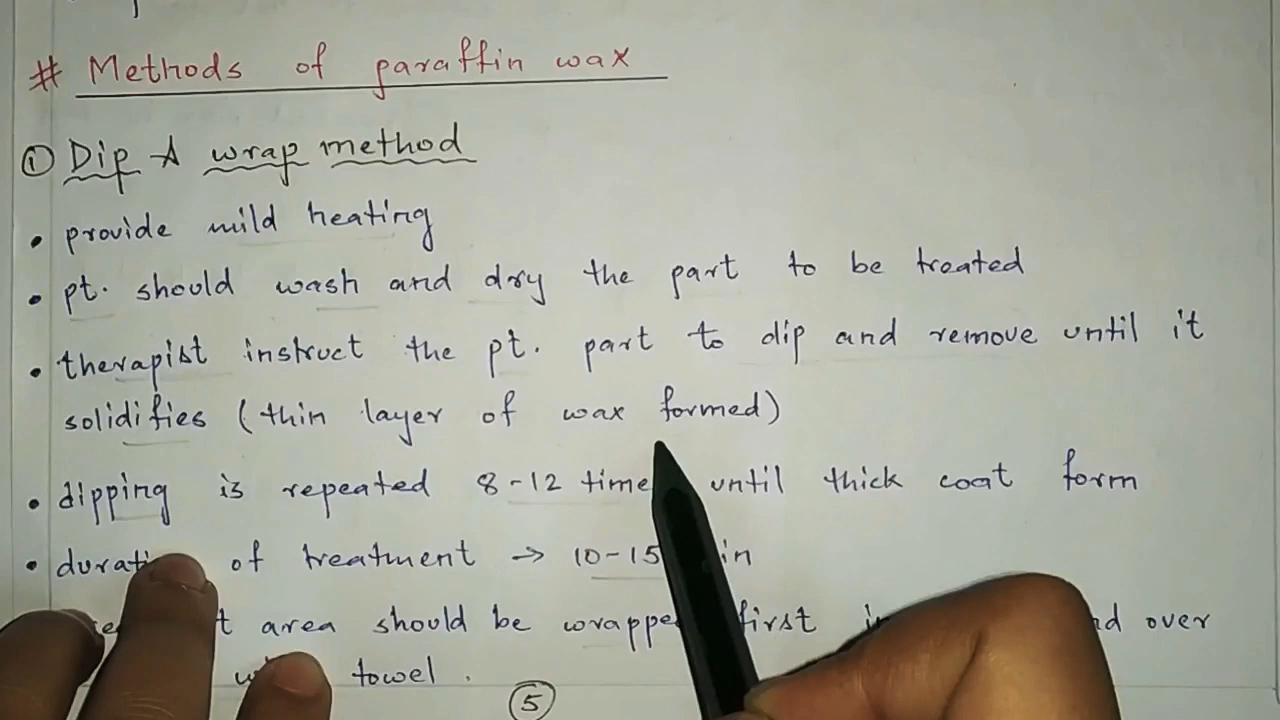 # Methods of paraffin wax
① Dip & wrap method
• provide mild heating
• pt. should wash and dry the part to be treated
• therapist instruct the pt. part to dip and remove until it
solidifies (thin layer of wax formed)
• dipping is repeated 8-12 time until thick coat form
• of treatment → 10-15
area should be first over
towel.
5